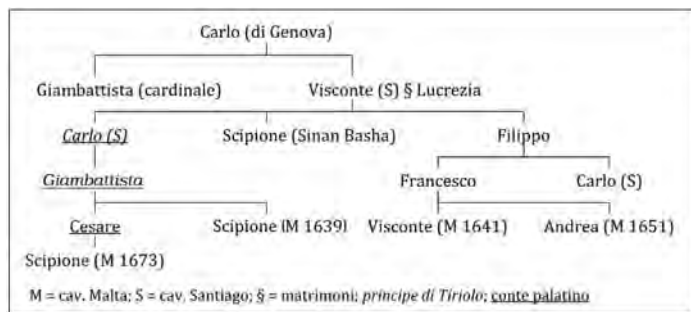 Carlo (di Genova)
Giambattista (cardinale) Visconte (S) § Lucrezia
Carlo (S) Scipione (Sinan Basha) Filippo
Giambattista Francesco Carlo (S)
Cesare Scipione (M 1639) Visconte (M 1641) Andrea (M 1651)
Scipione (M 1673)
M = cav. Malta; S = cav. Santiago; § = matrimoni; principe di Tiriolo; conte palatino